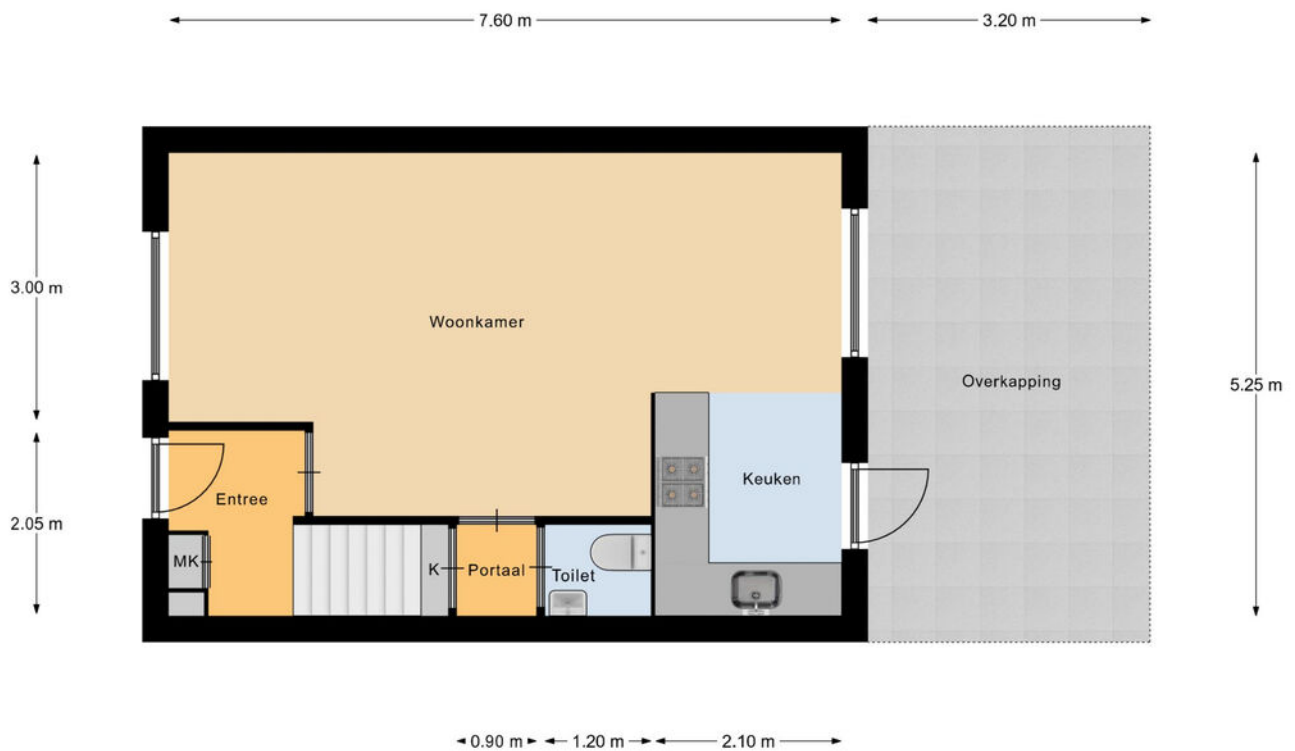 7.60 m
3.20 m
3.00 m
Woonkamer
Overkapping
5.25 m
Keuken
Entree
2.05 m
MK
K
Portaal
Toilet
0.90 m
1.20 m
2.10 m